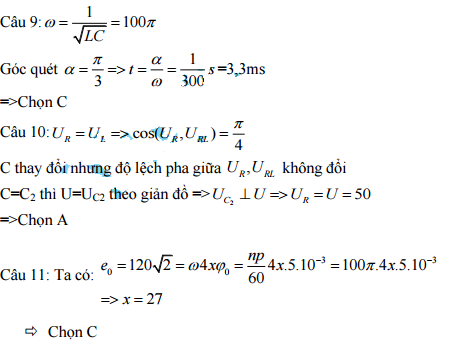 Câu 9: ω = 1/√LC = 100π
Góc quét α = π/3 => t = α/ω = 1/300 s =3,3ms
=>Chọn C
Câu 10: U_R = U_L => cos(U_R, U_RL) = π/4
C thay đổi nhưng độ lệch pha giữa U_R, U_RL không đổi
C=C₂ thì U=U_C2 theo giản đồ => U_C₂ ⊥ U => U_R = U = 50
=>Chọn A
Câu 11: Ta có: e₀ = 120√2 = ω4xφ₀ = np/60 4x.5.10⁻³ = 100π.4x.5.10⁻³
=> x = 27
⇨ Chọn C